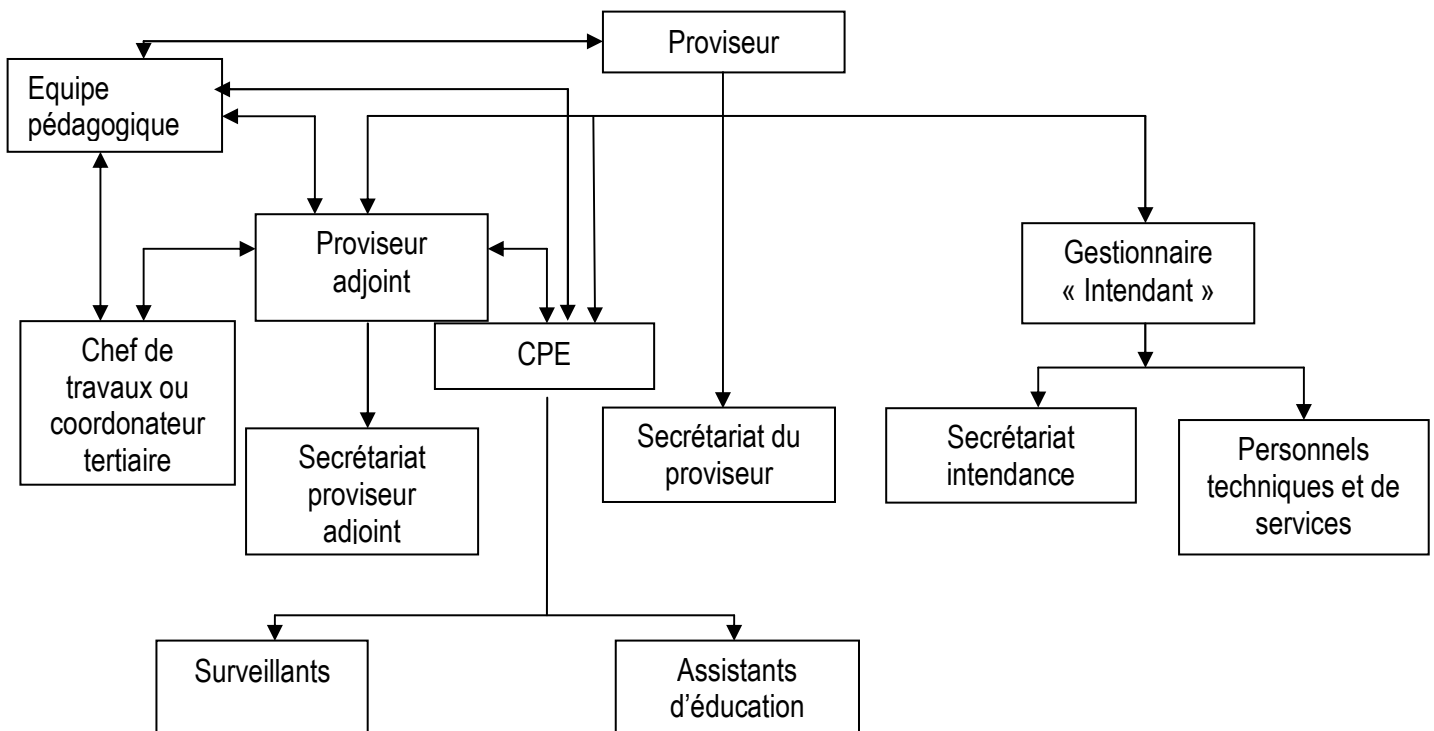 Proviseur
Equipe
pédagogique
Proviseur
adjoint
Gestionnaire
« Intendant »
Chef de
travaux ou
coordonateur
tertiaire
CPE
Secrétariat
proviseur
adjoint
Secrétariat du
proviseur
Secrétariat
intendance
Personnels
techniques et de
services
Surveillants
Assistants
d’éducation